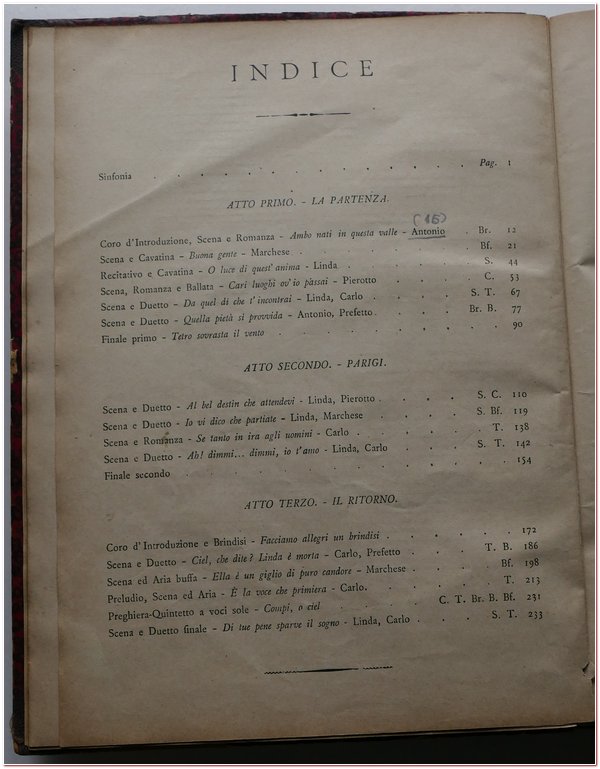 INDICE
Sinfonia . . . . . . . . . . . . . Pag. 1
ATTO PRIMO. - LA PARTENZA.
(15)
Coro d'Introduzione, Scena e Romanza - Ambo nati in questa valle - Antonio . Br. 12
Scena e Cavatina - Buona gente - Marchese . . . . . . . Bf. 21
Recitativo e Cavatina - O luce di quest'anima - Linda . . . . . S. 44
Scena, Romanza e Ballata - Cari luoghi ov'io passai - Pierotto . . . . C. 53
Scena e Duetto - Da quel dì che t'incontrai - Linda, Carlo . . . . S. T. 67
Scena e Duetto - Quella pietà sì provvida - Antonio, Prefetto . . . . Br. B. 77
Finale primo - Tetro sovrasta il vento . . . . . . . . . 90
ATTO SECONDO. - PARIGI.
Scena e Duetto - Al bel destin che attendevi - Linda, Pierotto . . . . S. C. 110
Scena e Duetto - Io vi dico che partiate - Linda, Marchese . . . . S. Bf. 119
Scena e Romanza - Se tanto in ira agli uomini - Carlo . . . . . T. 138
Scena e Duetto - Ah! dimmi... dimmi, io t'amo - Linda, Carlo . . . S. T. 142
Finale secondo . . . . . . . . . . . . 154
ATTO TERZO. - IL RITORNO.
Coro d'Introduzione e Brindisi - Facciamo allegri un brindisi . . . . . . 172
Scena e Duetto - Ciel, che dite? Linda è morta - Carlo, Prefetto . . . T. B. 186
Scena ed Aria buffa - Ella è un giglio di puro candore - Marchese . . . . Bf. 198
Preludio, Scena ed Aria - È la voce che primiera - Carlo. . . . . . T. 213
Preghiera-Quintetto a voci sole - Compi, o ciel . . . . C. T. Br. B. Bf. 231
Scena e Duetto finale - Di tue pene sparve il sogno - Linda, Carlo . . . S. T. 233